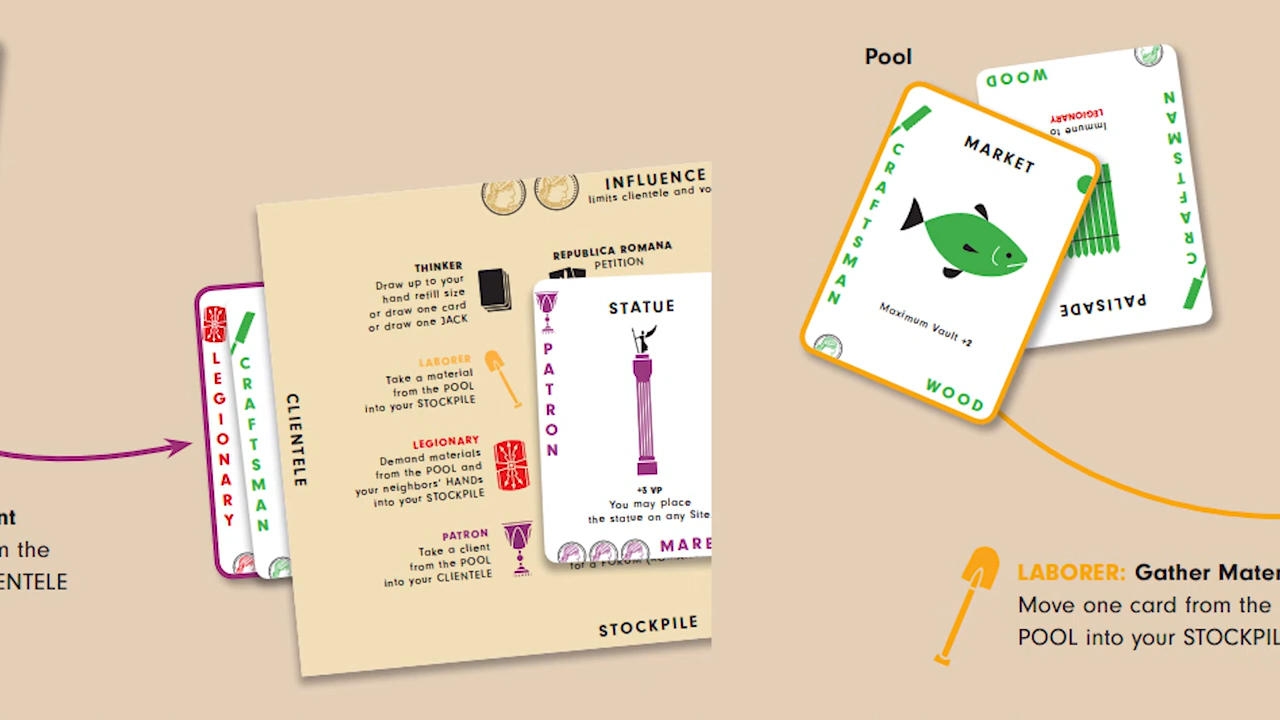 nt
m the
ENTELE
LEGIONARY
CRAFTSMAN
CLIENTELE
INFLUENCE
limits clientele and vo
THINKER
Draw up to your
hand refill size
or draw one card
or draw one JACK
REPUBLICA ROMANA
PETITION
LABORER
Take a material
from the POOL
into your STOCKPILE
LEGIONARY
Demand materials
from the POOL and
your neighbors' HANDs
into your STOCKPILE
PATRON
Take a client
from the POOL
into your CLIENTELE
PATRON
STATUE
+3 VP
You may place
the statue on any Site
MARB
for a FORUM
STOCKPILE
Pool
CRAFTSMAN
MARKET
Maximum Vault +2
WOOD
WOOD
Immune to
LEGIONARY
CRAFTSMAN
PALISADE
LABORER: Gather Mater
Move one card from the
POOL into your STOCKPIL